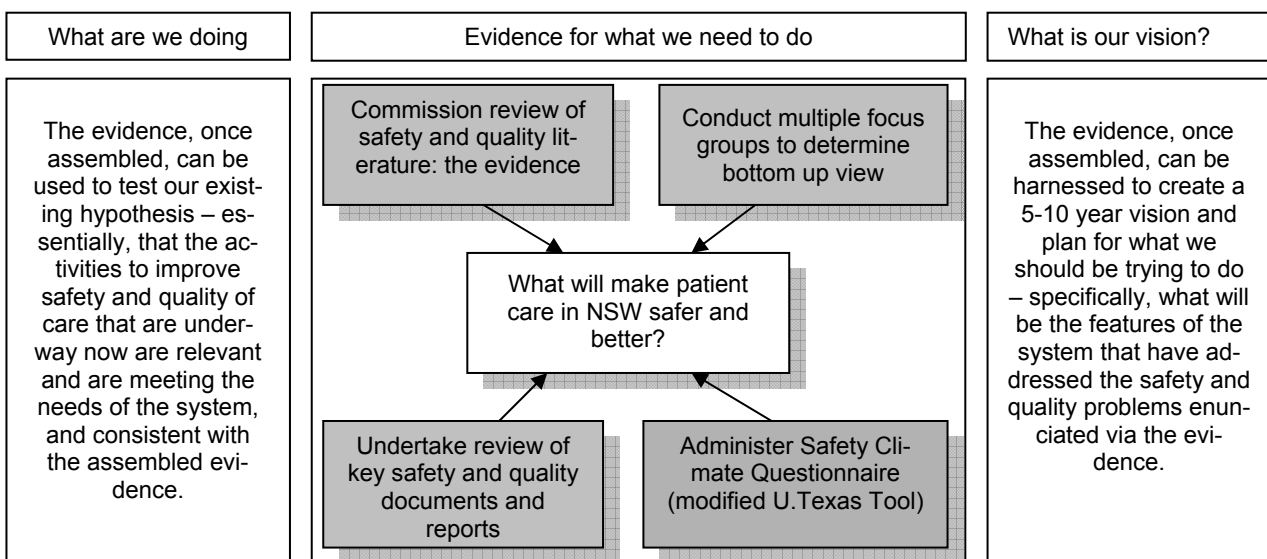 What are we doing
Evidence for what we need to do
What is our vision?
The evidence, once
assembled, can be
used to test our exist-
ing hypothesis – es-
sentially, that the ac-
tivities to improve
safety and quality of
care that are under-
way now are relevant
and are meeting the
needs of the system,
and consistent with
the assembled evi-
dence.
Commission review of
safety and quality lit-
erature: the evidence
Conduct multiple focus
groups to determine
bottom up view
What will make patient
care in NSW safer and
better?
Undertake review of
key safety and quality
documents and
reports
Administer Safety Cli-
mate Questionnaire
(modified U.Texas Tool)
The evidence, once
assembled, can be
harnessed to create a
5-10 year vision and
plan for what we
should be trying to do
– specifically, what will
be the features of the
system that have ad-
dressed the safety and
quality problems enun-
ciated via the evi-
dence.